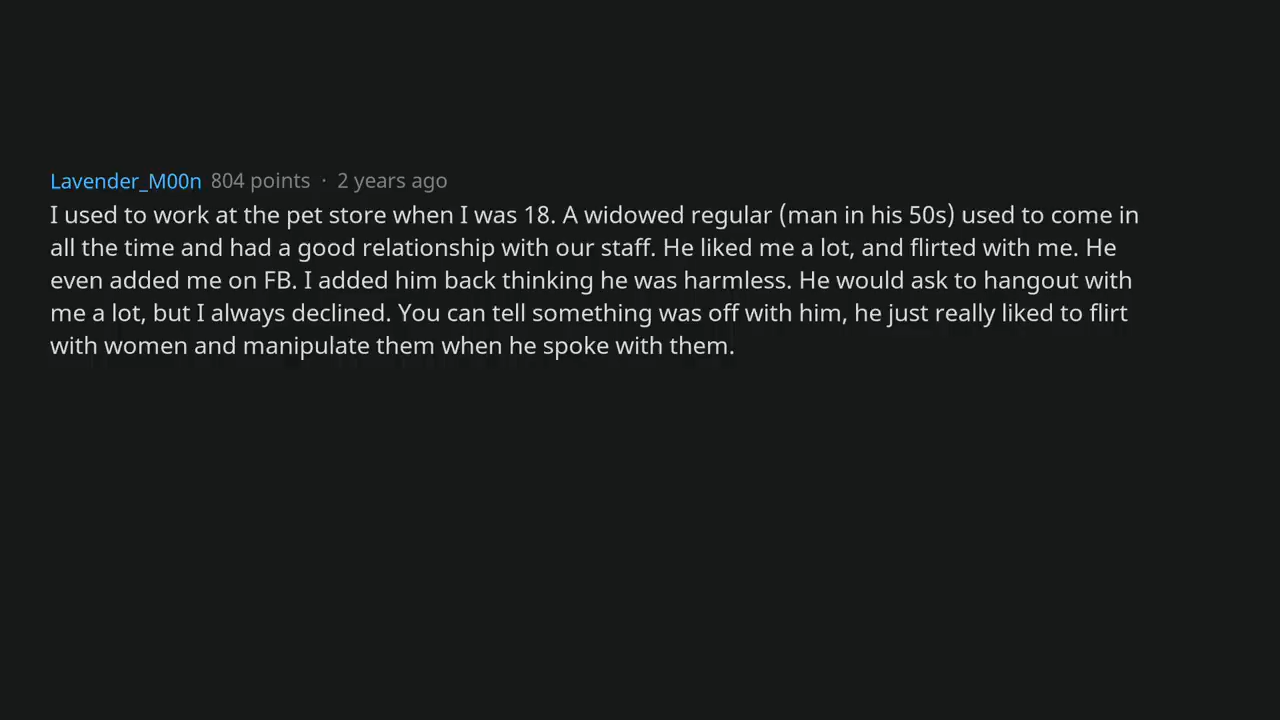 Lavender_M00n 804 points · 2 years ago
I used to work at the pet store when I was 18. A widowed regular (man in his 50s) used to come in
all the time and had a good relationship with our staff. He liked me a lot, and flirted with me. He
even added me on FB. I added him back thinking he was harmless. He would ask to hangout with
me a lot, but I always declined. You can tell something was off with him, he just really liked to flirt
with women and manipulate them when he spoke with them.